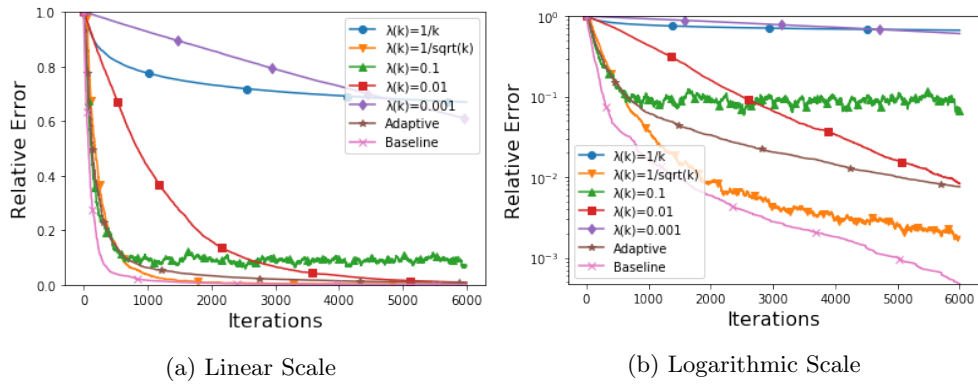 1.0
0.8
0.6
0.4
0.2
0.0
Relative Error
0 1000 2000 3000 4000 5000 6000
Iterations
λ(k)=1/k
λ(k)=1/sqrt(k)
λ(k)=0.1
λ(k)=0.01
λ(k)=0.001
Adaptive
Baseline
(a) Linear Scale
10⁰
10⁻¹
10⁻²
10⁻³
Relative Error
0 1000 2000 3000 4000 5000 6000
Iterations
λ(k)=1/k
λ(k)=1/sqrt(k)
λ(k)=0.1
λ(k)=0.01
λ(k)=0.001
Adaptive
Baseline
(b) Logarithmic Scale